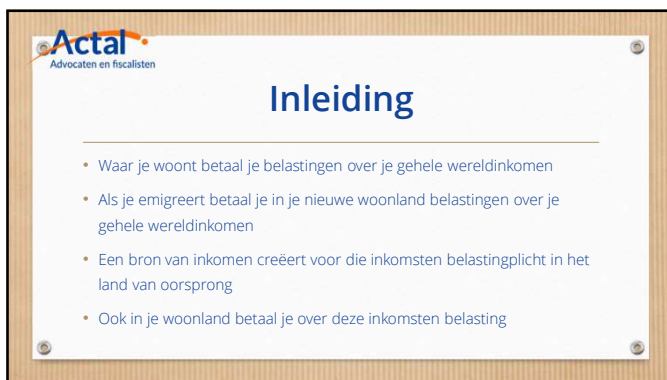 Actal
Advocaten en fiscalisten
Inleiding
• Waar je woont betaal je belastingen over je gehele wereldinkomen
• Als je emigreert betaal je in je nieuwe woonland belastingen over je
gehele wereldinkomen
• Een bron van inkomen creëert voor die inkomsten belastingplicht in het
land van oorsprong
• Ook in je woonland betaal je over deze inkomsten belasting